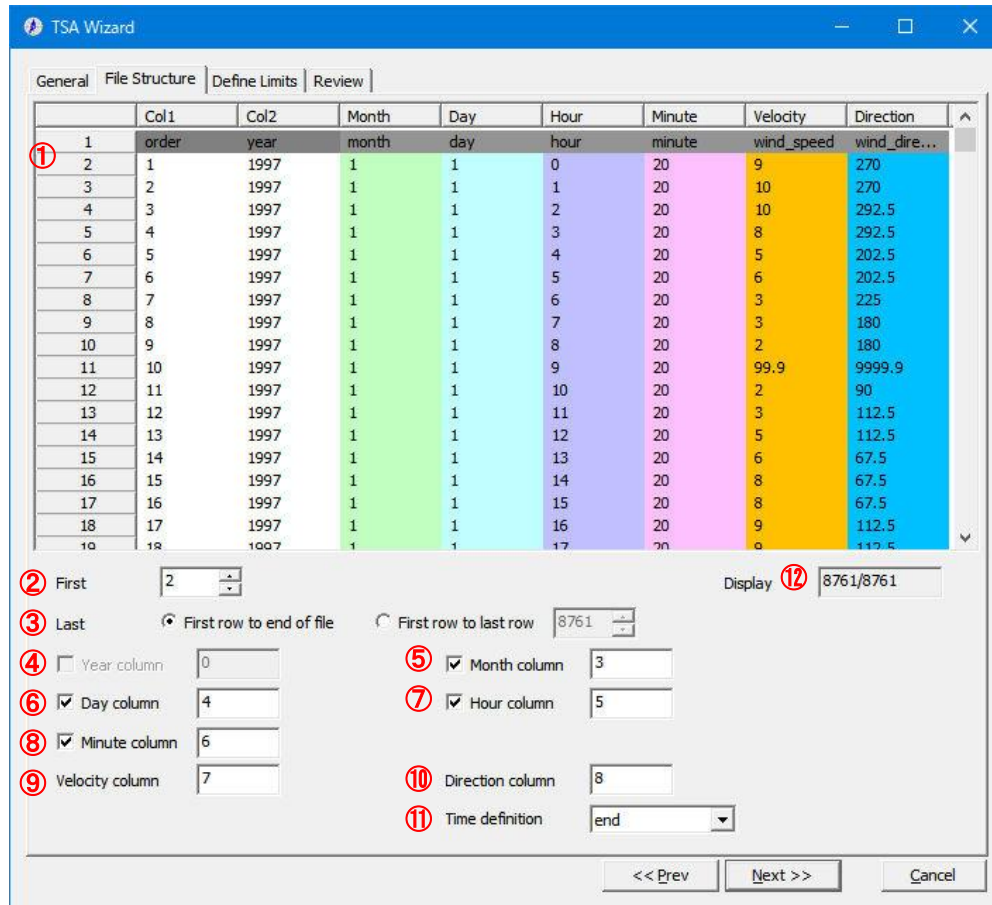 TSA Wizard
General File Structure Define Limits Review
Col1 Col2 Month Day Hour Minute Velocity Direction
① 1 order year month day hour minute wind_speed wind_dire...
2 1 1997 1 1 0 20 9 270
3 2 1997 1 1 1 20 10 270
4 3 1997 1 1 2 20 10 292.5
5 4 1997 1 1 3 20 8 292.5
6 5 1997 1 1 4 20 5 202.5
7 6 1997 1 1 5 20 6 202.5
8 7 1997 1 1 6 20 3 225
9 8 1997 1 1 7 20 3 180
10 9 1997 1 1 8 20 2 180
11 10 1997 1 1 9 20 99.9 9999.9
12 11 1997 1 1 10 20 2 90
13 12 1997 1 1 11 20 3 112.5
14 13 1997 1 1 12 20 5 112.5
15 14 1997 1 1 13 20 6 67.5
16 15 1997 1 1 14 20 8 67.5
17 16 1997 1 1 15 20 8 67.5
18 17 1997 1 1 16 20 9 112.5
19 18 1997 1 1 17 20 9 112.5
② First 2 Display ⑫ 8761/8761
③ Last First row to end of file First row to last row 8761
④ Year column 0 ⑤ Month column 3
⑥ Day column 4 ⑦ Hour column 5
⑧ Minute column 6
⑨ Velocity column 7 ⑩ Direction column 8
⑪ Time definition end
<< Prev Next >> Cancel